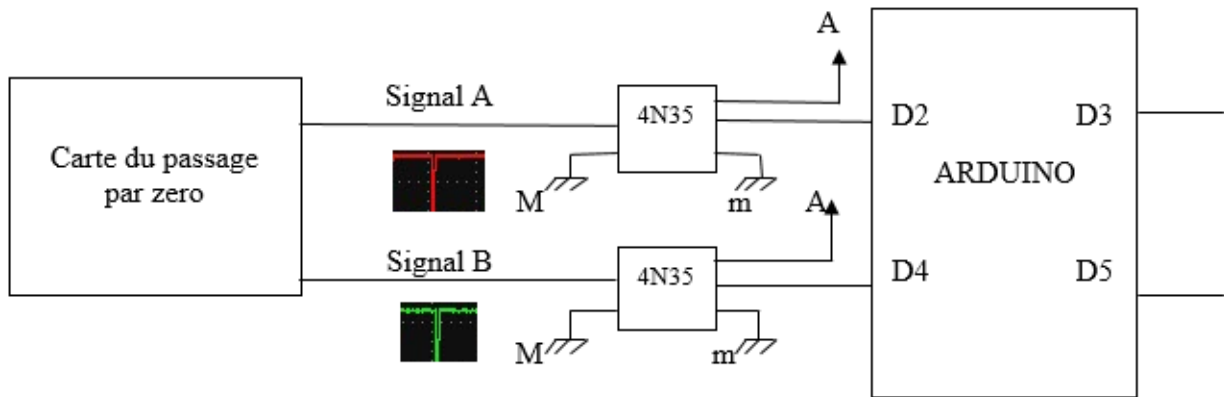 A
Signal A
4N35
D2
D3
Carte du passage
par zero
ARDUINO
M
m
A
Signal B
4N35
D4
D5
M
m